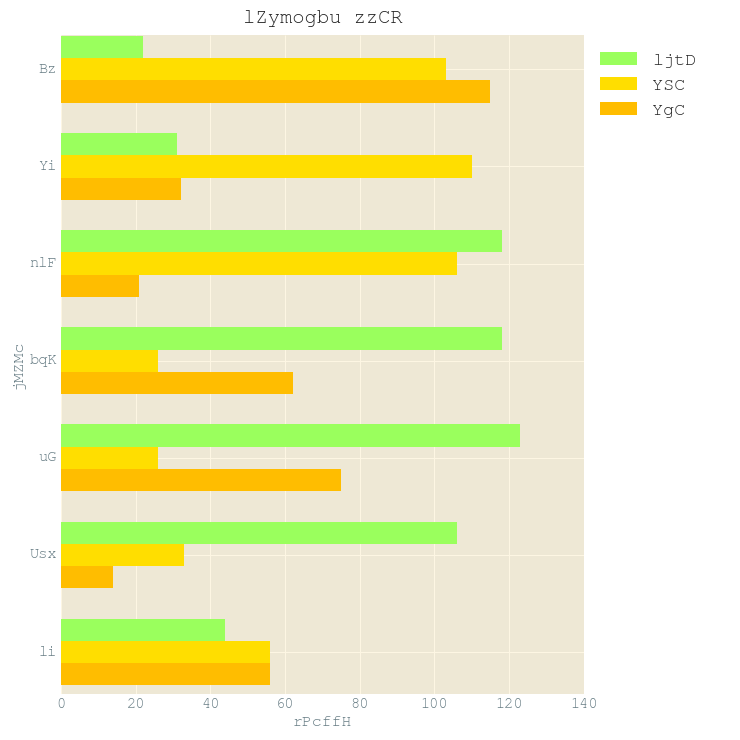 lZymogbu zzCR
ljtD
YSC
YgC
Bz
Yi
nlF
bqK
uG
Usx
li
jMZMc
0 20 40 60 80 100 120 140
rPcffH